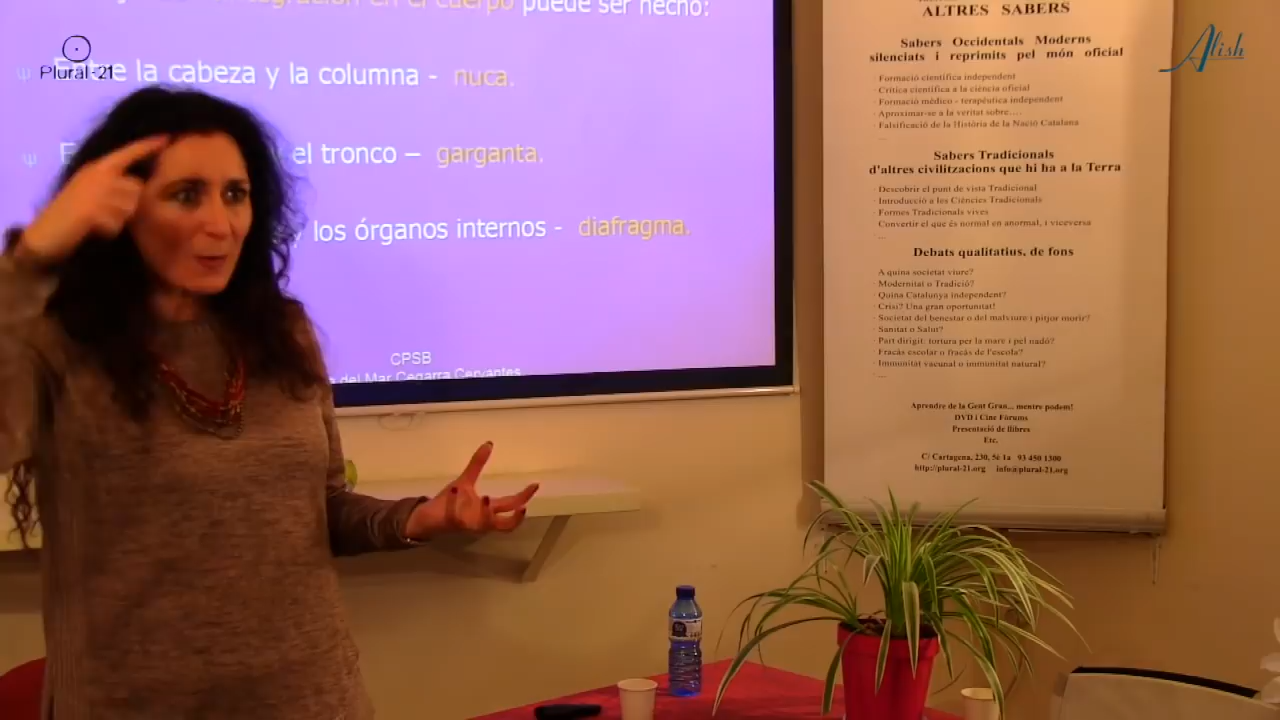 integración en el cuerpo puede ser hecho:
Entre la cabeza y la columna - nuca.
el tronco – garganta.
y los órganos internos - diafragma.
CPSB
del Mar Cegarra Cervantes
Plural-21
Alish
ALTRES SABERS
Sabers Occidentals Moderns
silenciats i reprimits pel món oficial
· Formació científica independent
· Crítica científica a la ciència oficial
· Formació mèdico - terapèutica independent
· Aproximar-se a la veritat sobre....
· Falsificació de la Història de la Nació Catalana
...
Sabers Tradicionals
d'altres civilitzacions que hi ha a la Terra
· Descobrir el punt de vista Tradicional
· Introducció a les Ciències Tradicionals
· Formes Tradicionals vives
· Convertir el que és normal en anormal, i viceversa
...
Debats qualitatius, de fons
· A quina societat viure?
· Modernitat o Tradició?
· Quina Catalunya independent?
· Crisi? Una gran oportunitat!
· Societat del benestar o del malviure i pitjor morir?
· Sanitat o Salut?
· Part dirigit: tortura per la mare i pel nadó?
· Fracàs escolar o fracàs de l'escola?
· Immunitat vacunal o immunitat natural?
....
Aprendre de la Gent Gran... mentre podem!
DVD i Cine Fòrums
Presentació de llibres
Etc.
C/ Cartagena, 230, 5è 1a 93 450 1300
http://plural-21.org info@plural-21.org